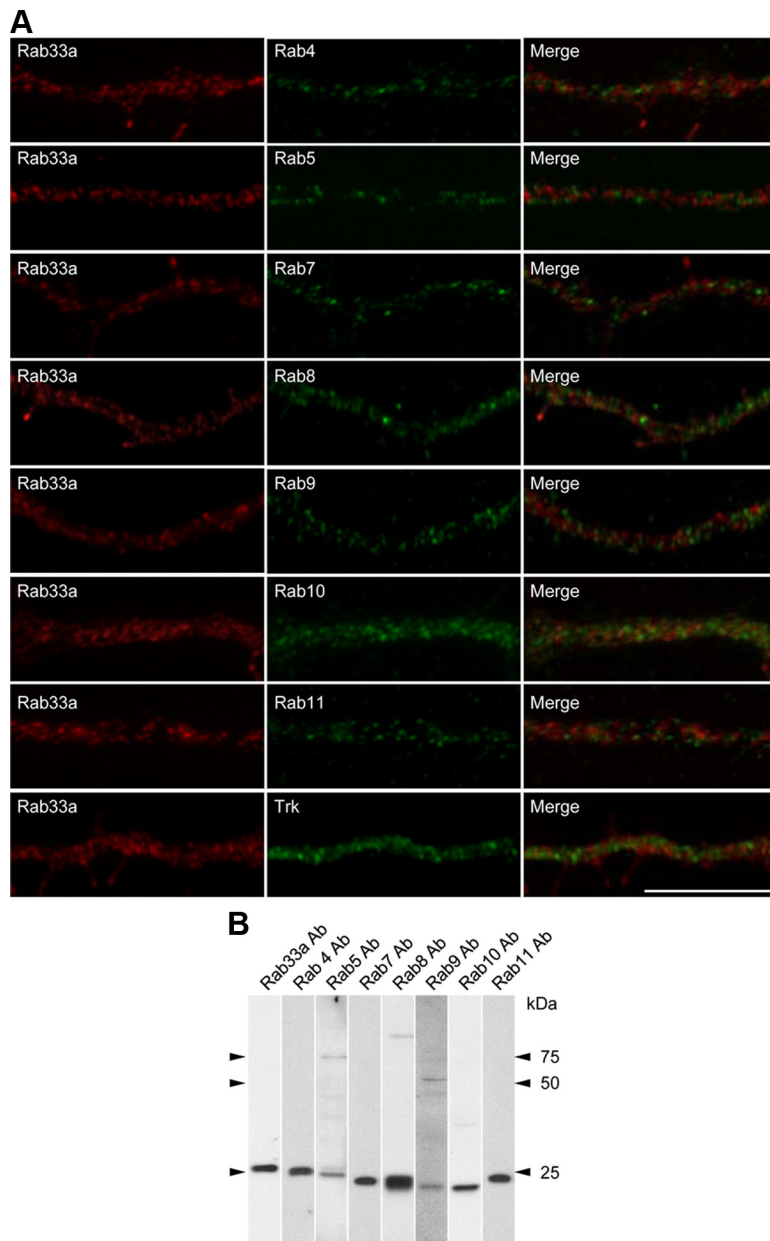 A
Rab33a Rab4 Merge
Rab33a Rab5 Merge
Rab33a Rab7 Merge
Rab33a Rab8 Merge
Rab33a Rab9 Merge
Rab33a Rab10 Merge
Rab33a Rab11 Merge
Rab33a Trk Merge
B
Rab33a Ab Rab 4 Ab Rab5 Ab Rab7 Ab Rab8 Ab Rab9 Ab Rab10 Ab Rab11 Ab
kDa
75
50
25